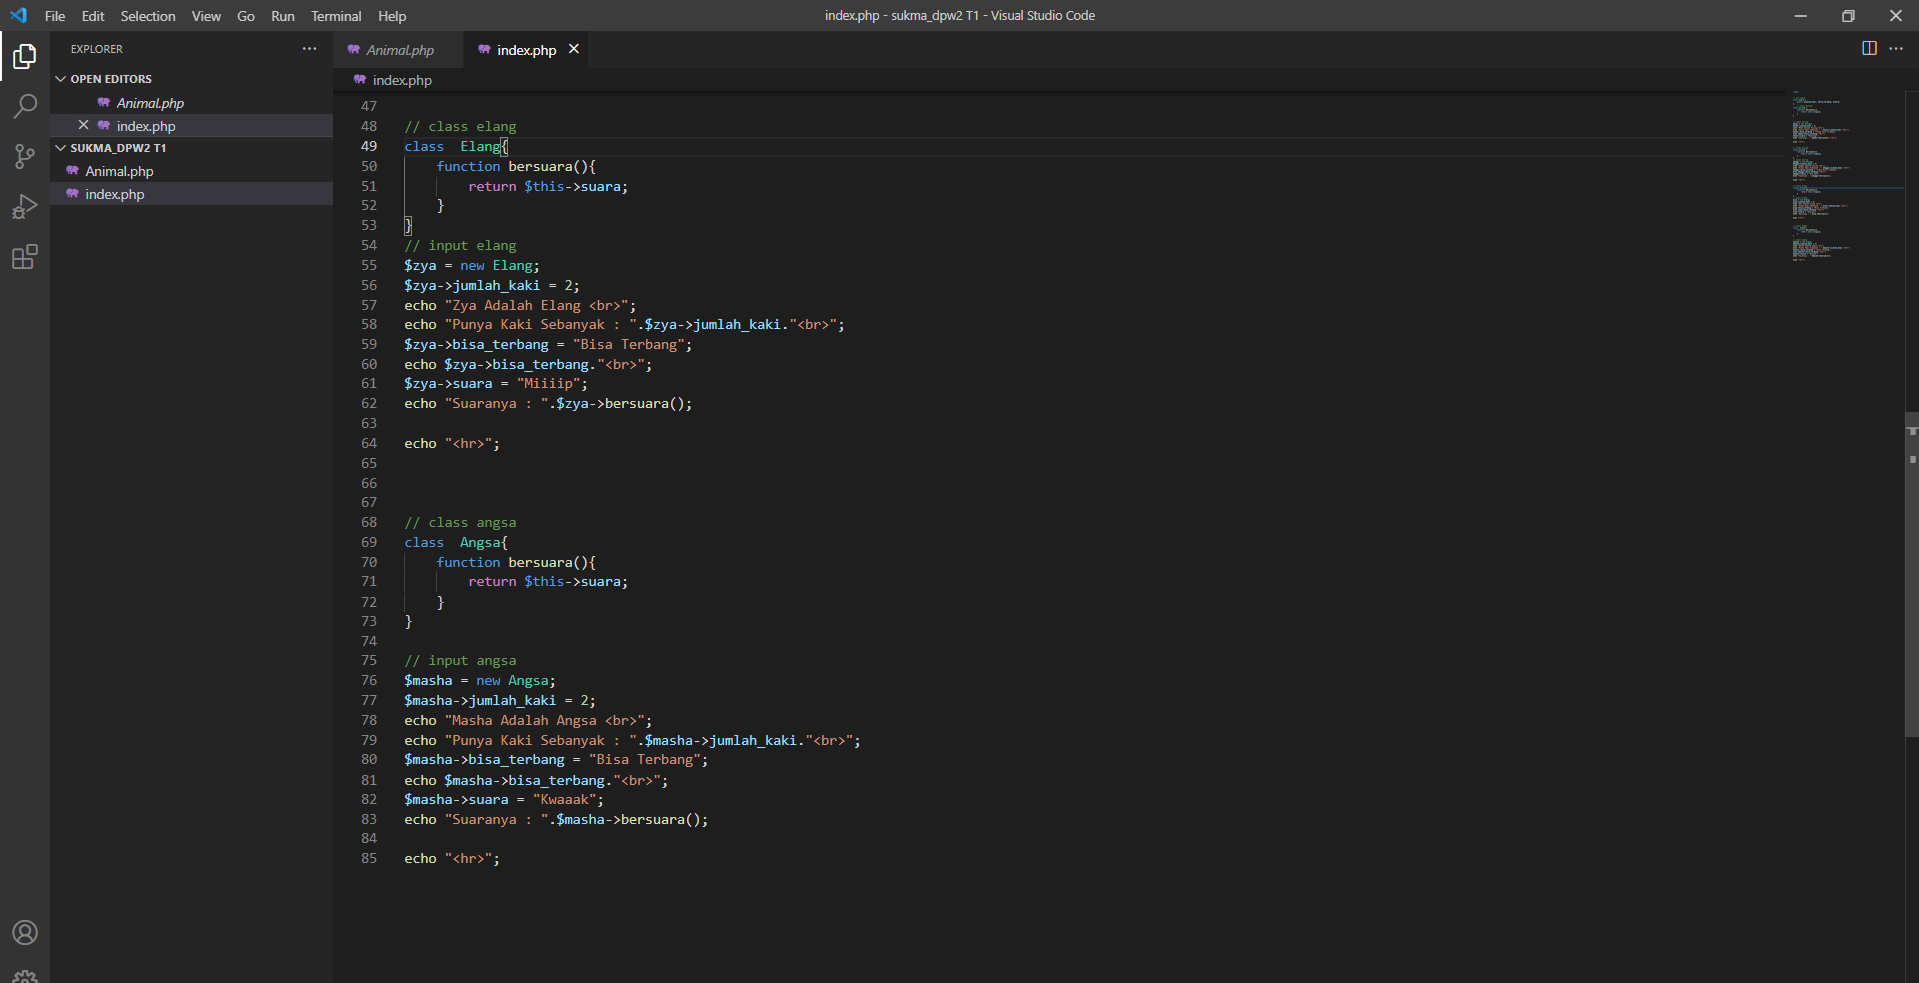 File Edit Selection View Go Run Terminal Help
index.php - sukma_dpw2 T1 - Visual Studio Code
EXPLORER
OPEN EDITORS
Animal.php
index.php
SUKMA_DPW2 T1
Animal.php
index.php
Animal.php index.php
index.php
47
48 // class elang
49 class  Elang{
50     function bersuara(){
51         return $this->suara;
52     }
53 }
54 // input elang
55 $zya = new Elang;
56 $zya->jumlah_kaki = 2;
57 echo "Zya Adalah Elang <br>";
58 echo "Punya Kaki Sebanyak : ".$zya->jumlah_kaki."<br>";
59 $zya->bisa_terbang = "Bisa Terbang";
60 echo $zya->bisa_terbang."<br>";
61 $zya->suara = "Miiiip";
62 echo "Suaranya : ".$zya->bersuara();
63
64 echo "<hr>";
65
66
67
68 // class angsa
69 class  Angsa{
70     function bersuara(){
71         return $this->suara;
72     }
73 }
74
75 // input angsa
76 $masha = new Angsa;
77 $masha->jumlah_kaki = 2;
78 echo "Masha Adalah Angsa <br>";
79 echo "Punya Kaki Sebanyak : ".$masha->jumlah_kaki."<br>";
80 $masha->bisa_terbang = "Bisa Terbang";
81 echo $masha->bisa_terbang."<br>";
82 $masha->suara = "Kwaaak";
83 echo "Suaranya : ".$masha->bersuara();
84
85 echo "<hr>";